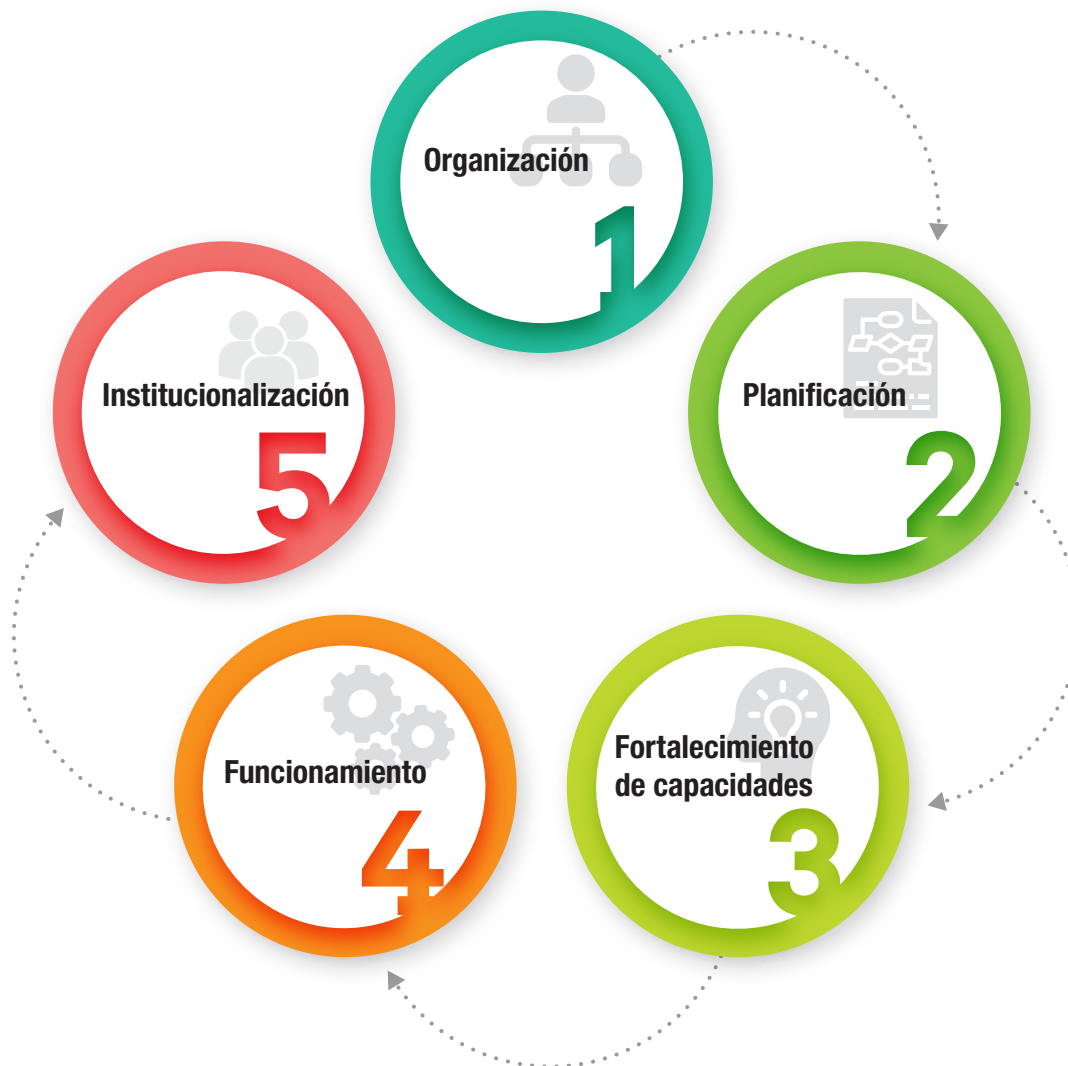 Organización
1
Planificación
2
Fortalecimiento
de capacidades
3
Funcionamiento
4
Institucionalización
5